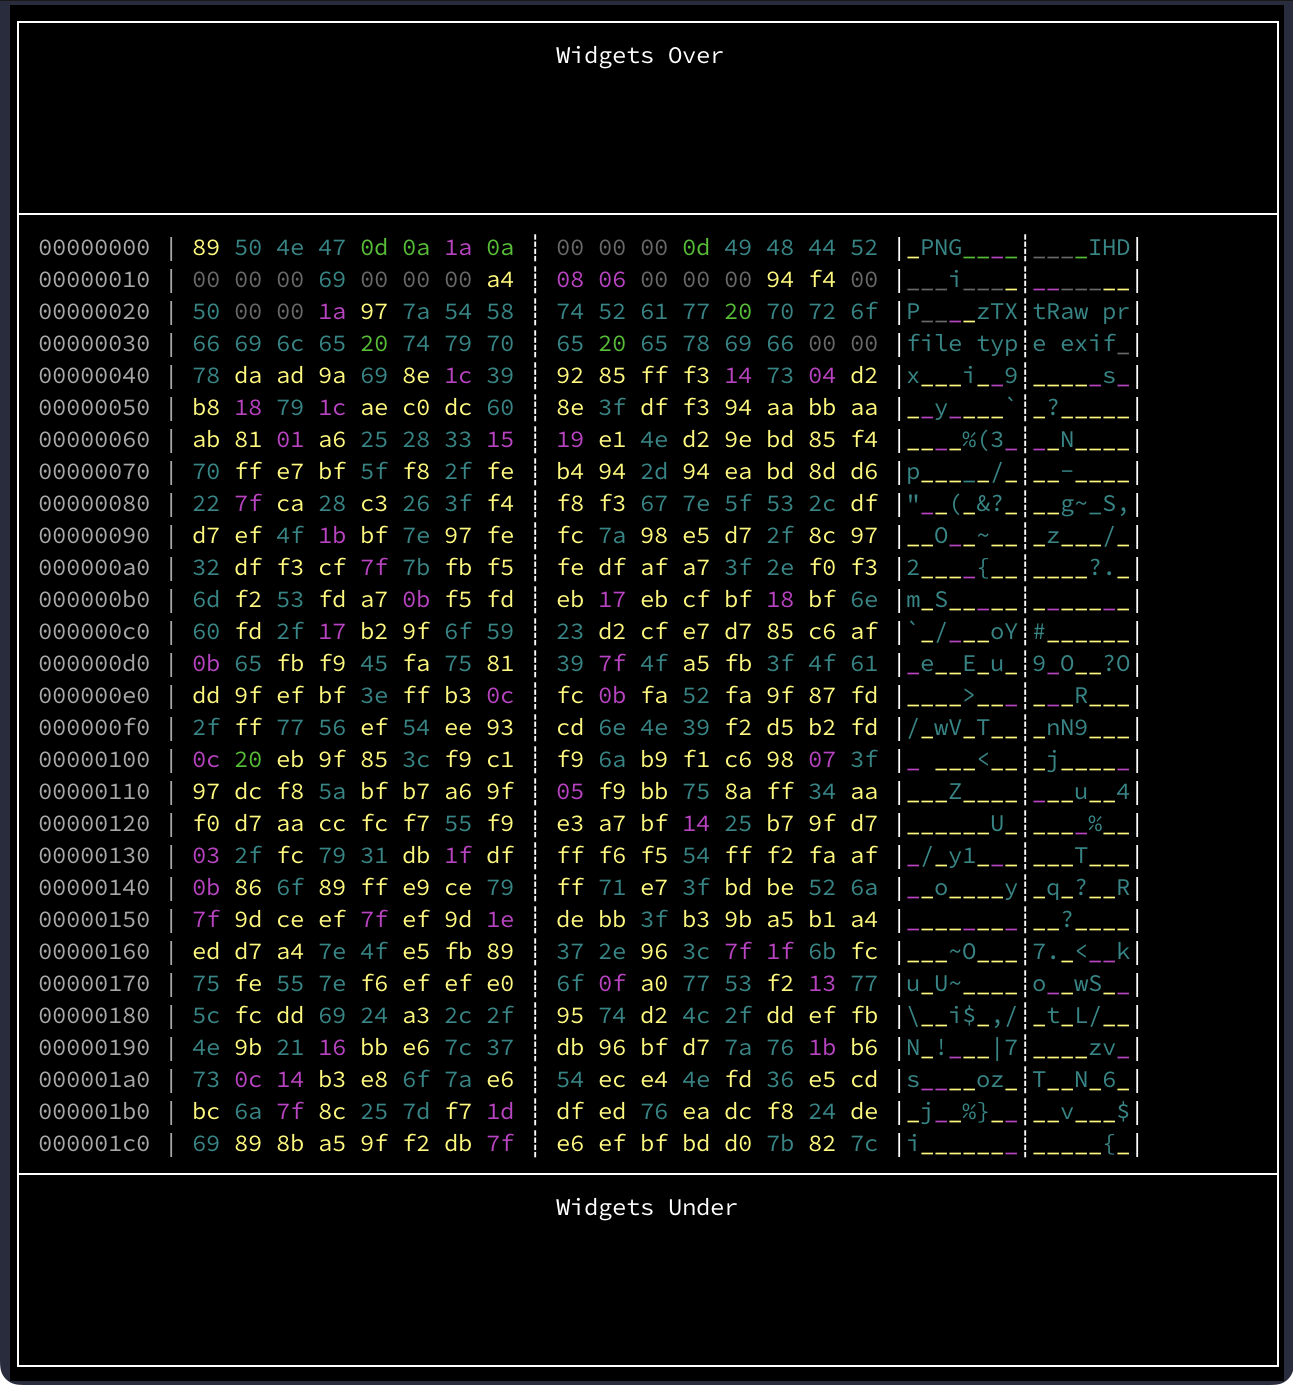 Widgets Over
00000000 | 89 50 4e 47 0d 0a 1a 0a ¦ 00 00 00 0d 49 48 44 52 |_PNG____¦____IHD|
00000010 | 00 00 00 69 00 00 00 a4 ¦ 08 06 00 00 00 94 f4 00 |___i____¦_______|
00000020 | 50 00 00 1a 97 7a 54 58 ¦ 74 52 61 77 20 70 72 6f |P____zTX¦tRaw pr|
00000030 | 66 69 6c 65 20 74 79 70 ¦ 65 20 65 78 69 66 00 00 |file typ¦e exif_|
00000040 | 78 da ad 9a 69 8e 1c 39 ¦ 92 85 ff f3 14 73 04 d2 |x___i__9¦_____s_|
00000050 | b8 18 79 1c ae c0 dc 60 ¦ 8e 3f df f3 94 aa bb aa |__y____`¦_?_____|
00000060 | ab 81 01 a6 25 28 33 15 ¦ 19 e1 4e d2 9e bd 85 f4 |____%(3_¦__N____|
00000070 | 70 ff e7 bf 5f f8 2f fe ¦ b4 94 2d 94 ea bd 8d d6 |p_____/_¦__-____|
00000080 | 22 7f ca 28 c3 26 3f f4 ¦ f8 f3 67 7e 5f 53 2c df |"__(_&?_¦__g~_S,|
00000090 | d7 ef 4f 1b bf 7e 97 fe ¦ fc 7a 98 e5 d7 2f 8c 97 |__O__~__¦_z___/_|
000000a0 | 32 df f3 cf 7f 7b fb f5 ¦ fe df af a7 3f 2e f0 f3 |2____{__¦____?._|
000000b0 | 6d f2 53 fd a7 0b f5 fd ¦ eb 17 eb cf bf 18 bf 6e |m_S_____¦_______|
000000c0 | 60 fd 2f 17 b2 9f 6f 59 ¦ 23 d2 cf e7 d7 85 c6 af |`_/___oY¦#______|
000000d0 | 0b 65 fb f9 45 fa 75 81 ¦ 39 7f 4f a5 fb 3f 4f 61 |_e__E_u_¦9_O__?O|
000000e0 | dd 9f ef bf 3e ff b3 0c ¦ fc 0b fa 52 fa 9f 87 fd |____>___¦___R___|
000000f0 | 2f ff 77 56 ef 54 ee 93 ¦ cd 6e 4e 39 f2 d5 b2 fd |/_wV_T__¦_nN9___|
00000100 | 0c 20 eb 9f 85 3c f9 c1 ¦ f9 6a b9 f1 c6 98 07 3f |_ ___<__¦_j_____|
00000110 | 97 dc f8 5a bf b7 a6 9f ¦ 05 f9 bb 75 8a ff 34 aa |___Z____¦___u__4|
00000120 | f0 d7 aa cc fc f7 55 f9 ¦ e3 a7 bf 14 25 b7 9f d7 |______U_¦____%__|
00000130 | 03 2f fc 79 31 db 1f df ¦ ff f6 f5 54 ff f2 fa af |_/_y1___¦___T___|
00000140 | 0b 86 6f 89 ff e9 ce 79 ¦ ff 71 e7 3f bd be 52 6a |__o____y¦_q_?__R|
00000150 | 7f 9d ce ef 7f ef 9d 1e ¦ de bb 3f b3 9b a5 b1 a4 |________¦__?____|
00000160 | ed d7 a4 7e 4f e5 fb 89 ¦ 37 2e 96 3c 7f 1f 6b fc |___~O___¦7._<__k|
00000170 | 75 fe 55 7e f6 ef ef e0 ¦ 6f 0f a0 77 53 f2 13 77 |u_U~____¦o__wS__|
00000180 | 5c fc dd 69 24 a3 2c 2f ¦ 95 74 d2 4c 2f dd ef fb |\__i$_,/¦_t_L/__|
00000190 | 4e 9b 21 16 bb e6 7c 37 ¦ db 96 bf d7 7a 76 1b b6 |N_!___|7¦____zv_|
000001a0 | 73 0c 14 b3 e8 6f 7a e6 ¦ 54 ec e4 4e fd 36 e5 cd |s____oz_¦T__N_6_|
000001b0 | bc 6a 7f 8c 25 7d f7 1d ¦ df ed 76 ea dc f8 24 de |_j__%}__¦__v___$|
000001c0 | 69 89 8b a5 9f f2 db 7f ¦ e6 ef bf bd d0 7b 82 7c |i_______¦_____{_|
Widgets Under